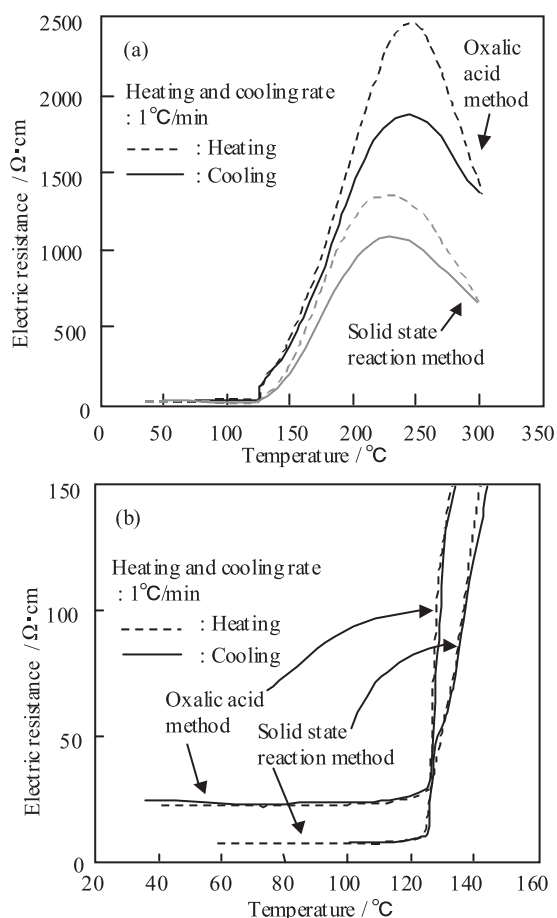 2500
2000
1500
1000
500
0
(a)
Heating and cooling rate
: 1℃/min
: Heating
: Cooling
Oxalic
acid
method
Solid state
reaction method
Electric resistance / Ω·cm
0 50 100 150 200 250 300 350
Temperature / ℃
150
100
50
0
(b)
Heating and cooling rate
: 1℃/min
: Heating
: Cooling
Oxalic acid
method
Solid state
reaction method
Electric resistance / Ω·cm
20 40 60 80 100 120 140 160
Temperature / ℃